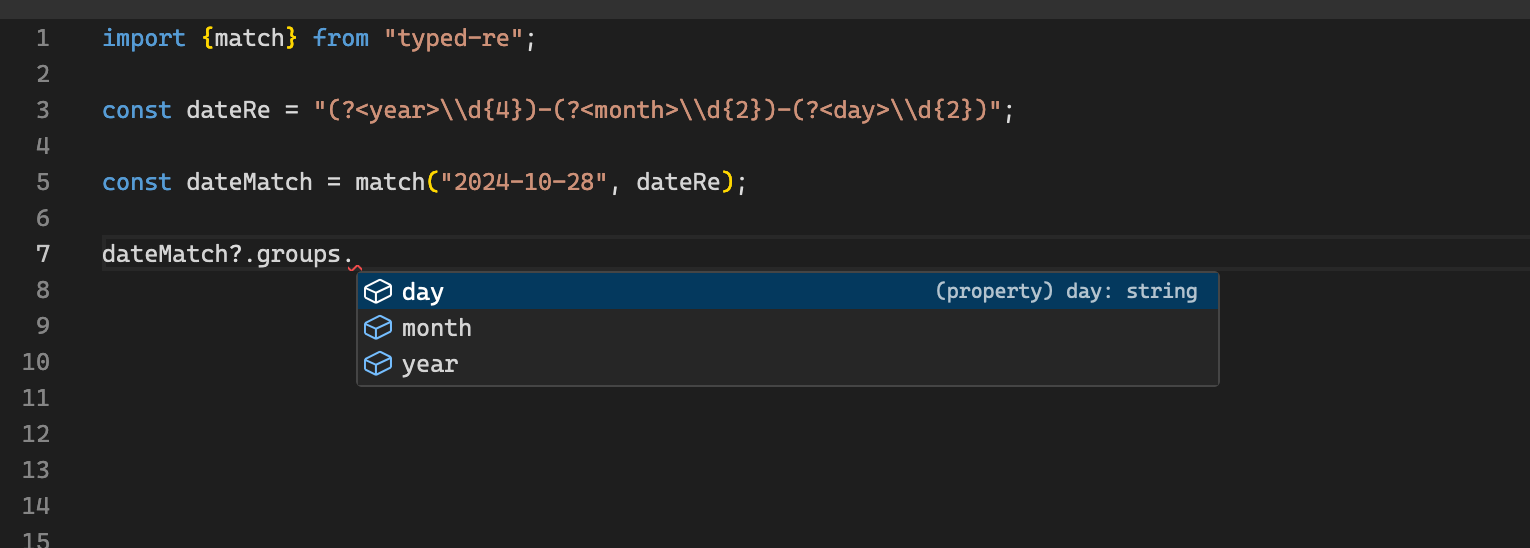 1 import {match} from "typed-re";
2
3 const dateRe = "(?<year>\\d{4})-(?<month>\\d{2})-(?<day>\\d{2})";
4
5 const dateMatch = match("2024-10-28", dateRe);
6
7 dateMatch?.groups.
8 day (property) day: string
9 month
10 year
11
12
13
14
15